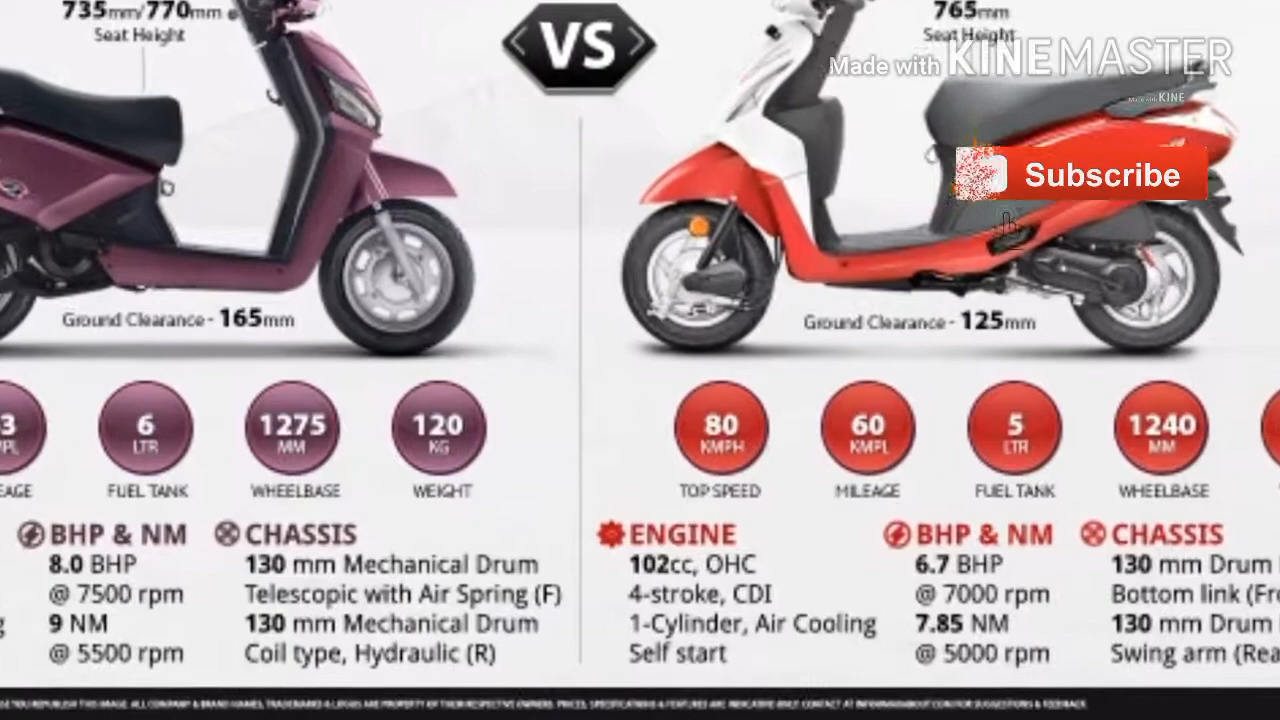 735mm/770mm
Seat Height
VS
765mm
Seat Height
Made with KINEMASTER
Made with KINE
Subscribe
Ground Clearance - 165mm
Ground Clearance - 125mm
6
LTR
FUEL TANK
1275
MM
WHEELBASE
120
KG
WEIGHT
80
KMPH
TOP SPEED
60
KMPL
MILEAGE
5
LTR
FUEL TANK
1240
MM
WHEELBASE
BHP & NM
8.0 BHP
@ 7500 rpm
9 NM
@ 5500 rpm
CHASSIS
130 mm Mechanical Drum
Telescopic with Air Spring (F)
130 mm Mechanical Drum
Coil type, Hydraulic (R)
ENGINE
102cc, OHC
4-stroke, CDI
1-Cylinder, Air Cooling
Self start
BHP & NM
6.7 BHP
@ 7000 rpm
7.85 NM
@ 5000 rpm
CHASSIS
130 mm Drum
Bottom link
130 mm Drum
Swing arm